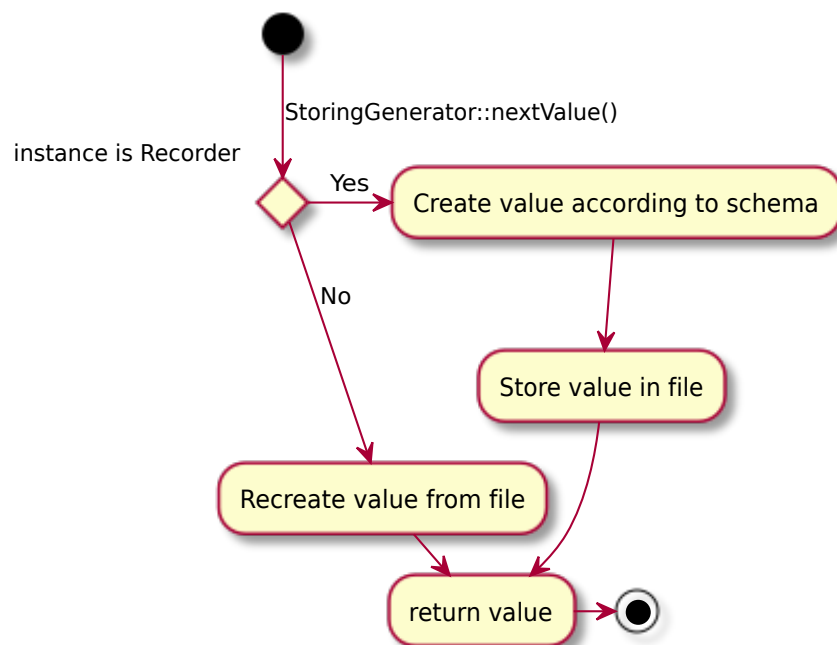 StoringGenerator::nextValue()
instance is Recorder
Yes
Create value according to schema
No
Store value in file
Recreate value from file
return value